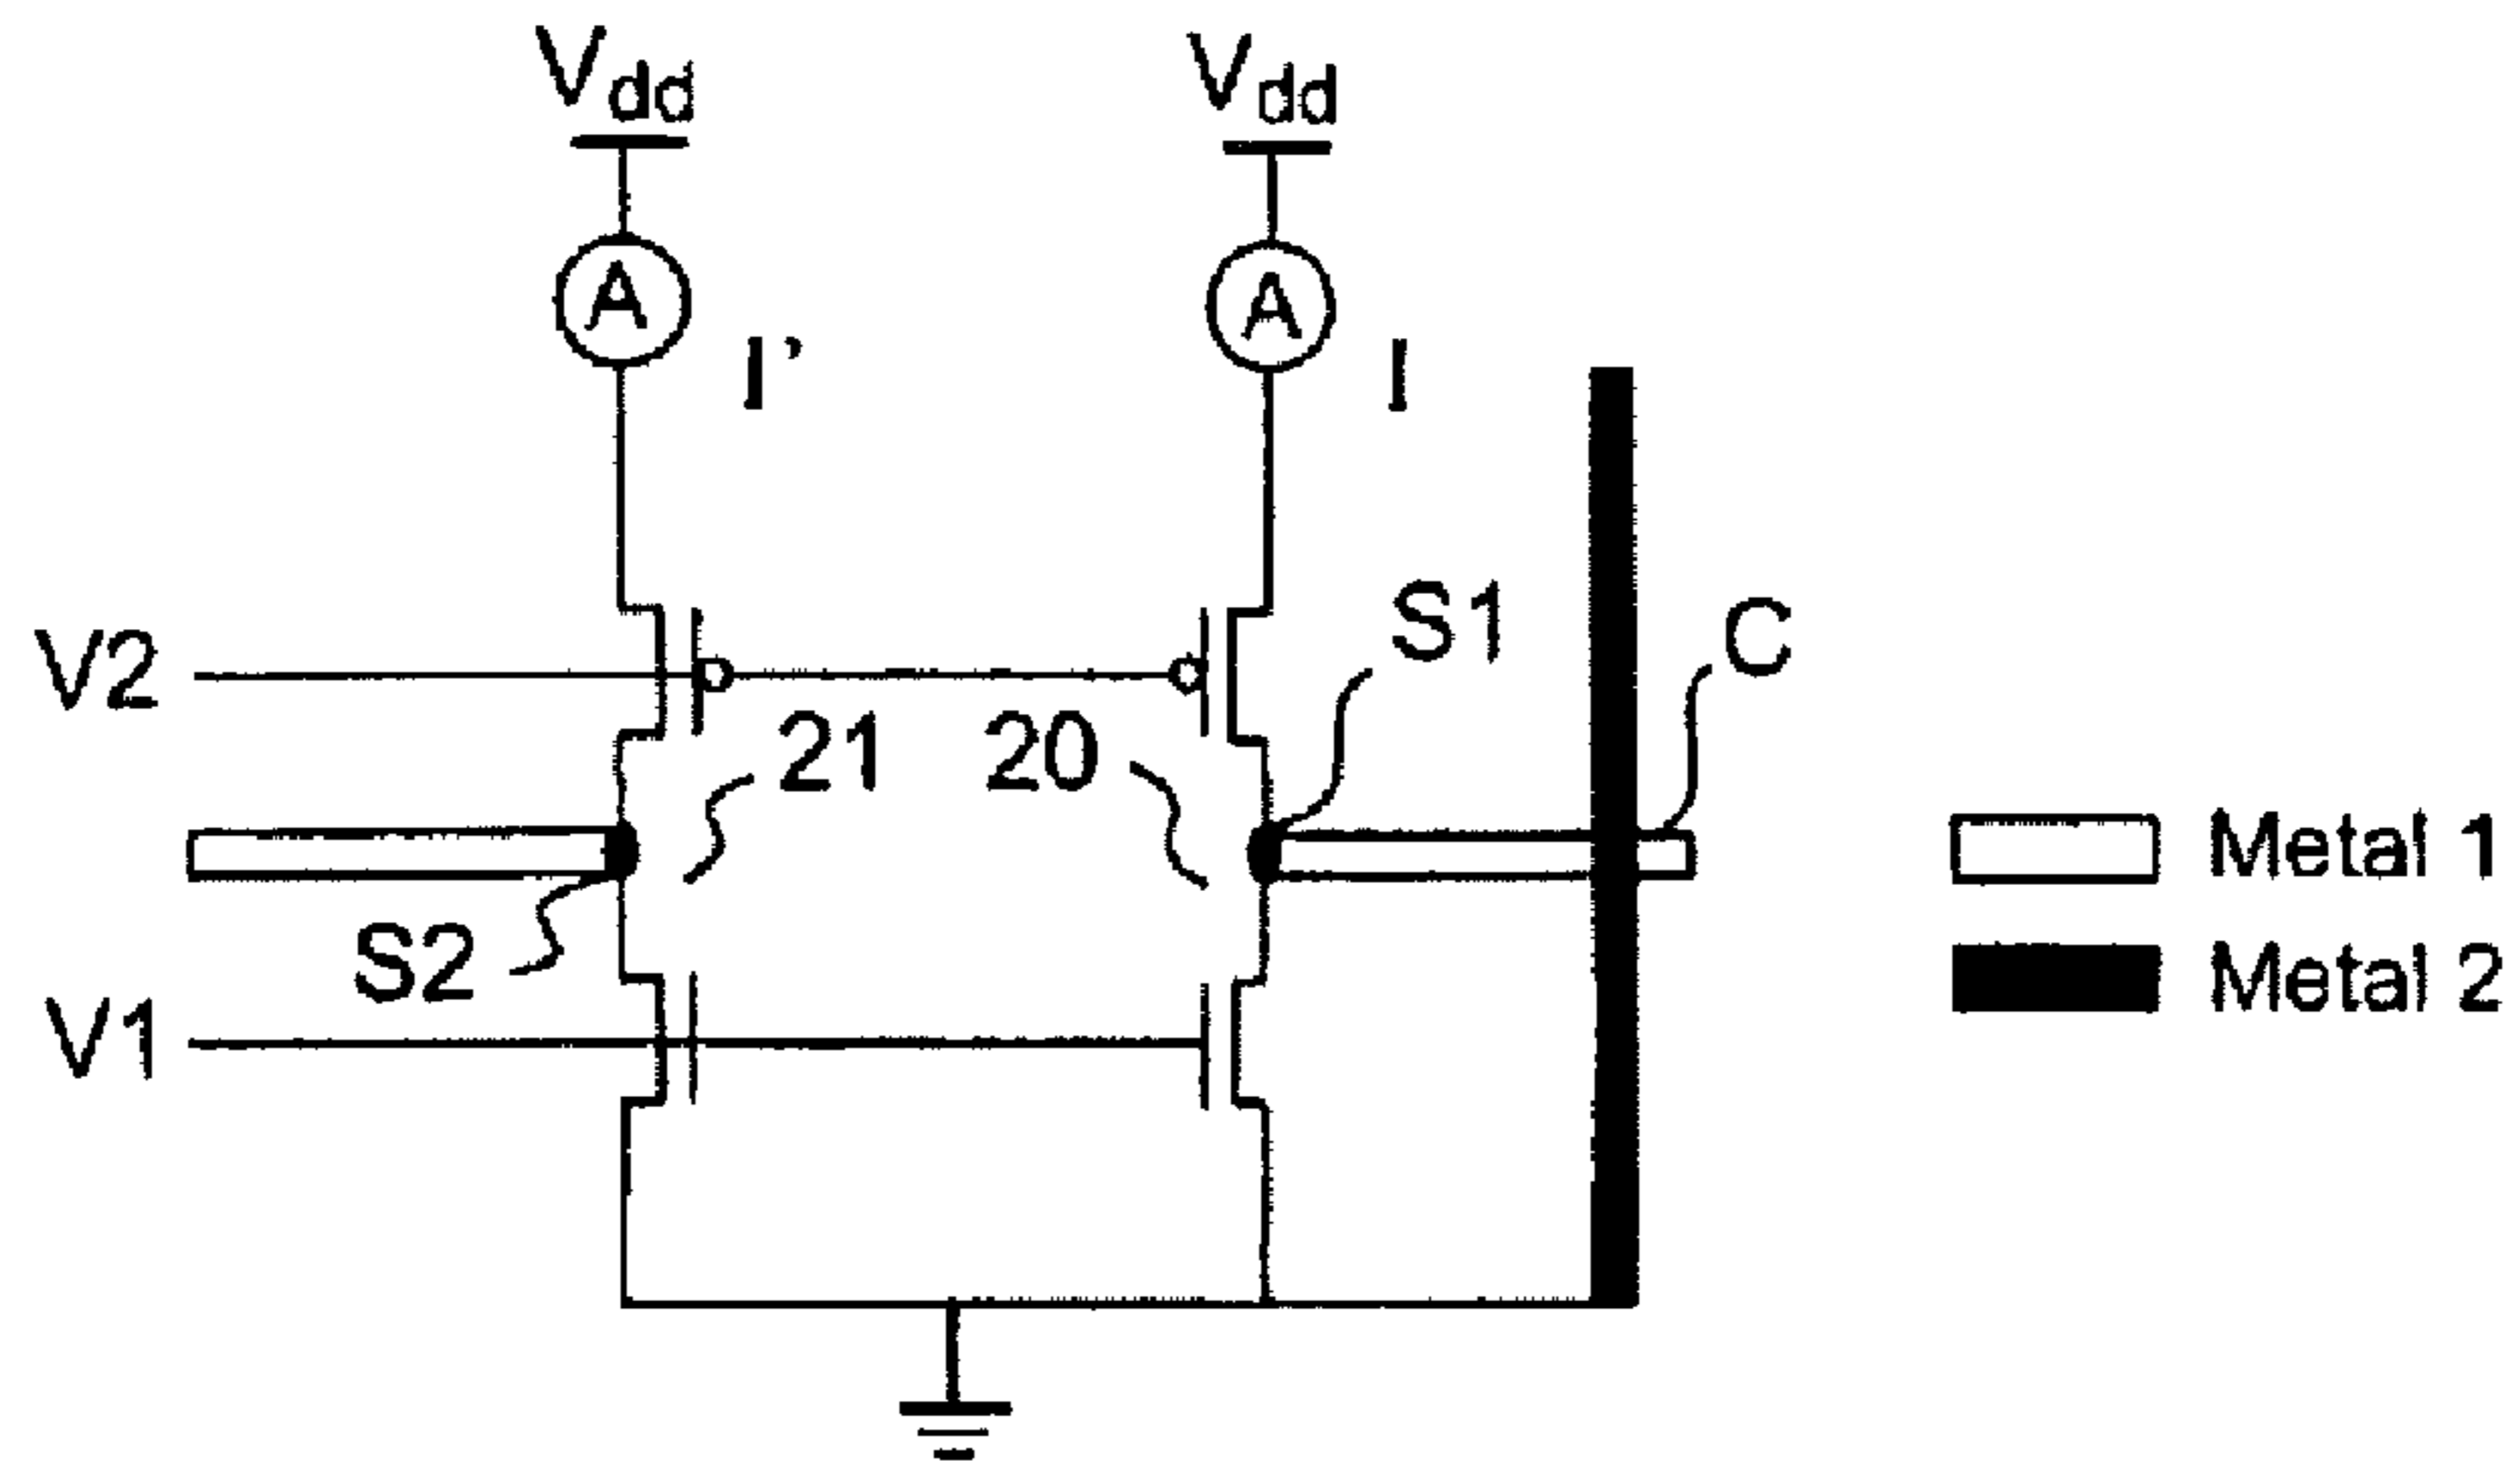 Vdd Vdd
A A
I' I
S1 C
V2
21 20
Metal 1
S2
Metal 2
V1